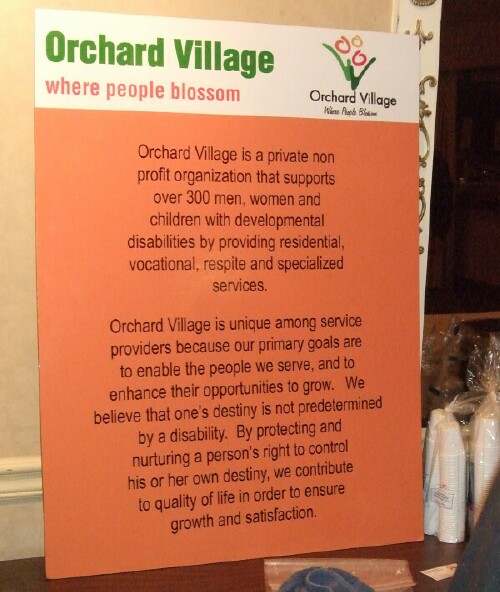 Orchard Village
where people blossom
Orchard Village
Where People Blossom
Orchard Village is a private non
profit organization that supports
over 300 men, women and
children with developmental
disabilities by providing residential,
vocational, respite and specialized
services.
Orchard Village is unique among service
providers because our primary goals are
to enable the people we serve, and to
enhance their opportunities to grow. We
believe that one's destiny is not predetermined
by a disability. By protecting and
nurturing a person's right to control
his or her own destiny, we contribute
to quality of life in order to ensure
growth and satisfaction.